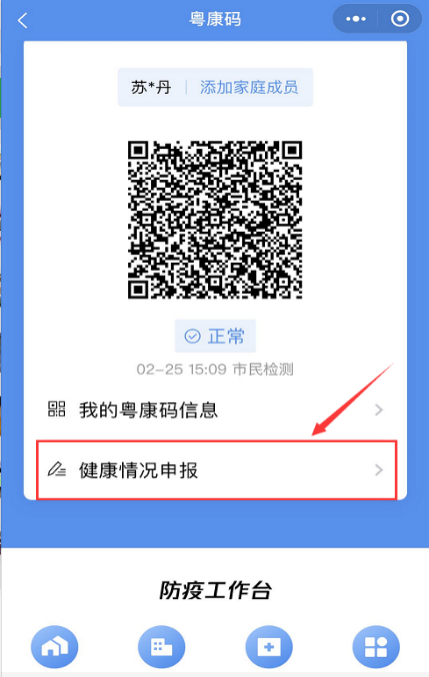 粤康码
苏*丹 添加家庭成员
正常
02-25 15:09 市民检测
我的粤康码信息
健康情况申报
防疫工作台